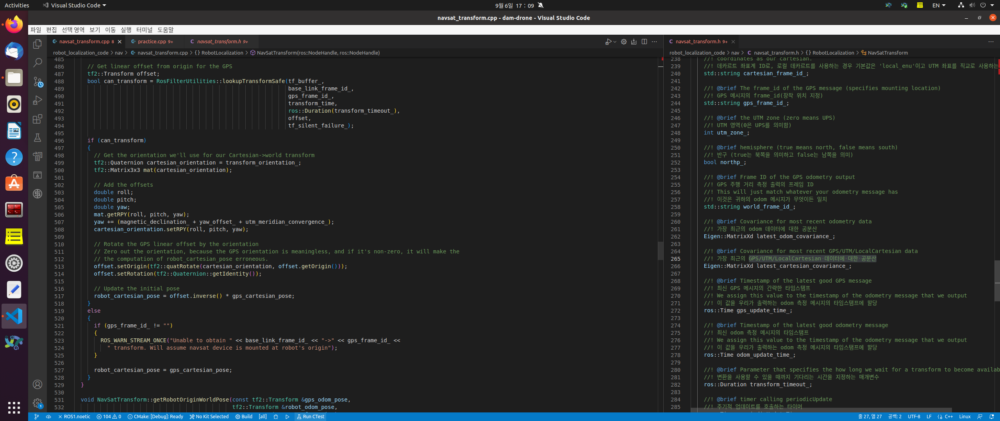 Activities
Visual Studio Code
9월 6일 17 : 09
EN
navsat_transform.cpp - dam-drone - Visual Studio Code
파일 편집 선택 영역 보기 이동 실행 터미널 도움말
navsat_transform.cpp 8
practice.cpp 9+
navsat_transform.h 9+
robot_localization_code > nav > navsat_transform.cpp > {} RobotLocalization > NavSatTransform(ros::NodeHandle, ros::NodeHandle)
485
486 // Get linear offset from origin for the GPS
487 tf2::Transform offset;
488 bool can_transform = RosFilterUtilities::lookupTransformSafe(tf_buffer_,
489 base_link_frame_id_,
490 gps_frame_id_,
491 transform_time,
492 ros::Duration(transform_timeout_),
493 offset,
494 tf_silent_failure_);
495
496 if (can_transform)
497 {
498 // Get the orientation we'll use for our Cartesian->world transform
499 tf2::Quaternion cartesian_orientation = transform_orientation_;
500 tf2::Matrix3x3 mat(cartesian_orientation);
501
502 // Add the offsets
503 double roll;
504 double pitch;
505 double yaw;
506 mat.getRPY(roll, pitch, yaw);
507 yaw += (magnetic_declination_ + yaw_offset_ + utm_meridian_convergence_);
508 cartesian_orientation.setRPY(roll, pitch, yaw);
509
510 // Rotate the GPS linear offset by the orientation
511 // Zero out the orientation, because the GPS orientation is meaningless, and if it's non-zero, it will make the
512 // the computation of robot_cartesian_pose erroneous.
513 offset.setOrigin(tf2::quatRotate(cartesian_orientation, offset.getOrigin()));
514 offset.setRotation(tf2::Quaternion::getIdentity());
515
516 // Update the initial pose
517 robot_cartesian_pose = offset.inverse() * gps_cartesian_pose;
518 }
519 else
520 {
521 if (gps_frame_id_ != "")
522 {
523 ROS_WARN_STREAM_ONCE("Unable to obtain " << base_link_frame_id_ << "->" << gps_frame_id_ <<
524 " transform. Will assume navsat device is mounted at robot's origin");
525 }
526
527 robot_cartesian_pose = gps_cartesian_pose;
528 }
529 }
530
531 void NavSatTransform::getRobotOriginWorldPose(const tf2::Transform &gps_odom_pose,
532 tf2::Transform &robot_odom_pose,
navsat_transform.h 9+
robot_localization_code > nav > navsat_transform.h > {} RobotLocalization > NavSatTransform
238 //! coordinates as our cartesian.
239 //! 데카르트 좌표계 ID로, 로컬 데카르트를 사용하는 경우 기본값은 'local_enu'이고 UTM 좌표를 직교로 사용하는
240 std::string cartesian_frame_id_;
241
242 //! @brief The frame_id of the GPS message (specifies mounting location)
243 //! GPS 메시지의 frame_id(장착 위치 지정)
244 std::string gps_frame_id_;
245
246 //! @brief the UTM zone (zero means UPS)
247 //! UTM 영역(0은 UPS를 의미함)
248 int utm_zone_;
249
250 //! @brief hemisphere (true means north, false means south)
251 //! 반구 (true는 북쪽을 의미하고 false는 남쪽을 의미)
252 bool northp_;
253
254 //! @brief Frame ID of the GPS odometry output
255 //! GPS 주행 거리 측정 출력의 프레임 ID
256 //! This will just match whatever your odometry message has
257 //! 이것은 귀하의 odom 메시지가 무엇이든 일치
258 std::string world_frame_id_;
259
260 //! @brief Covariance for most recent odometry data
261 //! 가장 최근의 odom 데이터에 대한 공분산
262 Eigen::MatrixXd latest_odom_covariance_;
263
264 //! @brief Covariance for most recent GPS/UTM/LocalCartesian data
265 //! 가장 최근의 GPS/UTM/LocalCartesian 데이터에 대한 공분산
266 Eigen::MatrixXd latest_cartesian_covariance_;
267
268 //! @brief Timestamp of the latest good GPS message
269 //! 최신 GPS 메시지의 간략한 타임스탬프
270 //! We assign this value to the timestamp of the odometry message that we output
271 //! 이 값을 우리가 출력하는 odom 측정 메시지의 타임스탬프에 할당
272 ros::Time gps_update_time_;
273
274 //! @brief Timestamp of the latest good odometry message
275 //! 최신 odom 측정 메시지의 타임스탬프
276 //! We assign this value to the timestamp of the odometry message that we output
277 //! 이 값을 우리가 출력하는 odom 측정 메시지의 타임스탬프에 할당
278 ros::Time odom_update_time_;
279
280 //! @brief Parameter that specifies the how long we wait for a transform to become availab
281 //! 변환을 사용할 수 있을 때까지 기다리는 시간을 지정하는 매개변수
282 ros::Duration transform_timeout_;
283
284 //! @brief timer calling periodicUpdate
285 //! 주기적 업데이트를 호출하는 타이머
ROS1.noetic 104 0 CMake: [Debug]: Ready No Kit Selected Build [all] Run CTest
줄 27, 열 27 공백: 2 UTF-8 LF C++ Linux